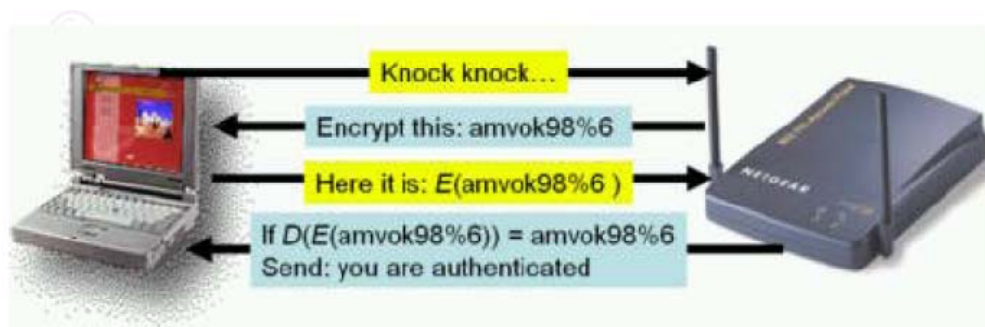 Knock knock...
Encrypt this: amvok98%6
Here it is: E(amvok98%6 )
If D(E(amvok98%6)) = amvok98%6
Send: you are authenticated
NETGEAR